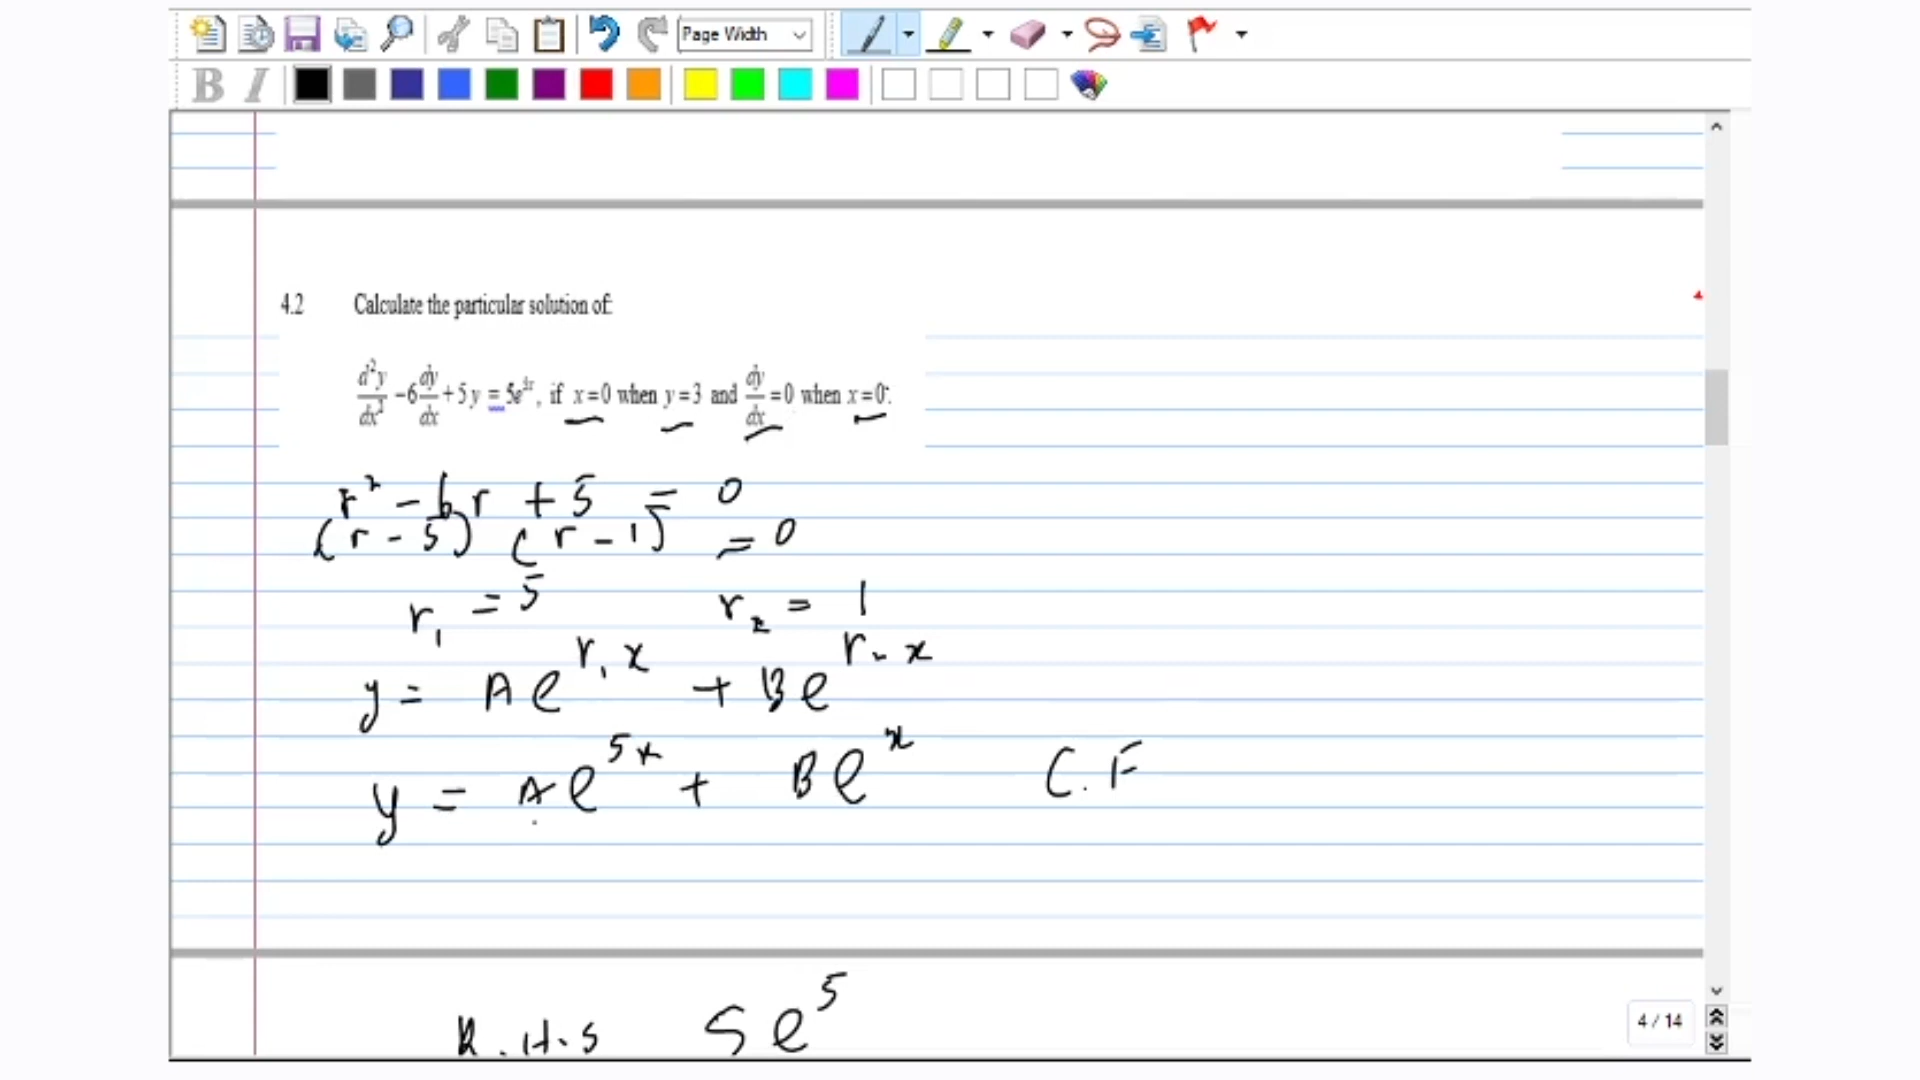 Page Width
B I
4.2 Calculate the particular solution of:
d²y/dx² −6 dy/dx +5y = 5e, if x=0 when y=3 and dy/dx =0 when x=0:
r² − 6r + 5 = 0
(r − 5) (r − 1) = 0
r₁ = 5 r₂ = 1
y = Ae^r₁x + Be^r₂x
y = Ae^5x + Be^x C.F
R.H.S 5e^5
4 / 14